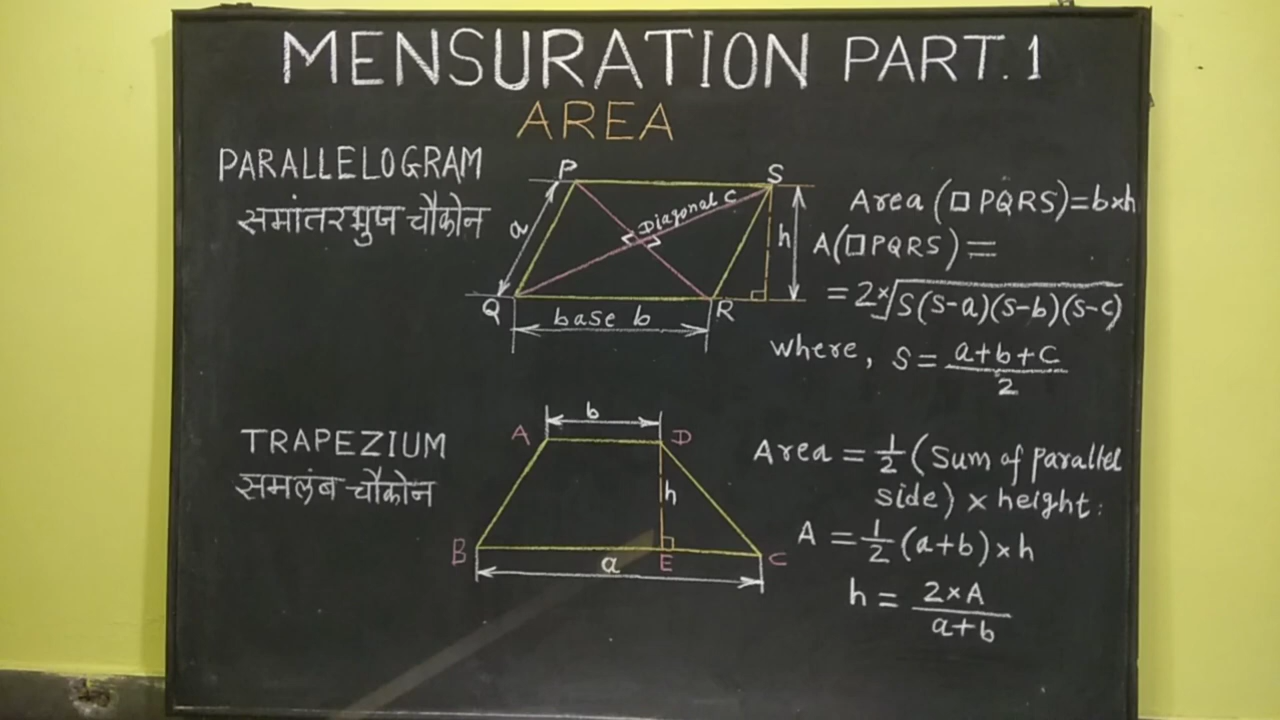 MENSURATION PART.1
AREA
PARALLELOGRAM
समांतरभुज चौकोन
P
S
a
Diagonal c
h
Q
R
base b
Area (□ PQRS)=b×h
A(□PQRS)=
=2×√s(s-a)(s-b)(s-c)
where, s = a+b+c
2
TRAPEZIUM
समलंब चौकोन
b
A
D
h
B
E
C
a
Area = 1/2 (Sum of parallel
side) × height.
A = 1/2 (a+b)×h
h = 2×A
a+b